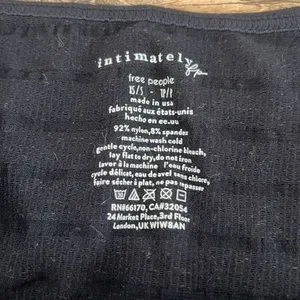 intimately fp
free people
XS/S - TP/P
made in usa
fabriqué aux états-unis
hecho en ee.uu
92% nylon,8% spandex
machine wash cold
gentle cycle,non-chlorine bleach,
lay flat to dry,do not iron
laver à la machine l'eau froide
cycle délicat, eau de javel sans chlore,
faire sécher à plat, ne pas repasser
RN#66170, CA#32054
24 Market Place,3rd Floor
London,UK W1W8AN